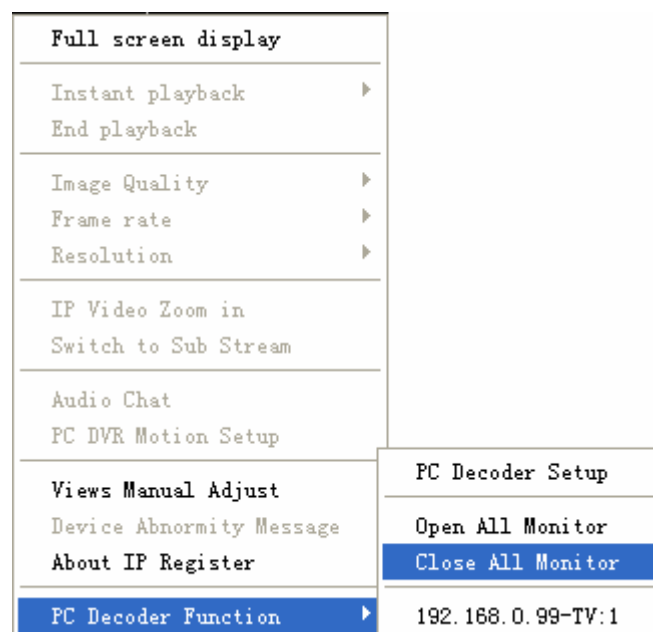 Full screen display
Instant playback
End playback
Image Quality
Frame rate
Resolution
IP Video Zoom in
Switch to Sub Stream
Audio Chat
PC DVR Motion Setup
Views Manual Adjust
Device Abnormity Message
About IP Register
PC Decoder Function
PC Decoder Setup
Open All Monitor
Close All Monitor
192.168.0.99-TV:1